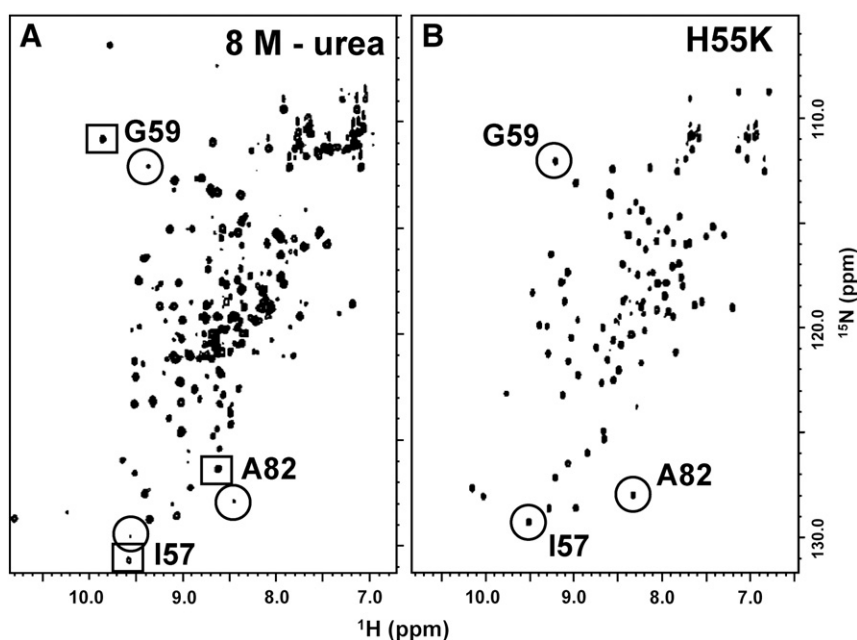 A
8 M - urea
G59
A82
I57
10.0 9.0 8.0 7.0
B
H55K
G59
A82
I57
10.0 9.0 8.0 7.0
110.0
120.0
130.0
15N (ppm)
1H (ppm)